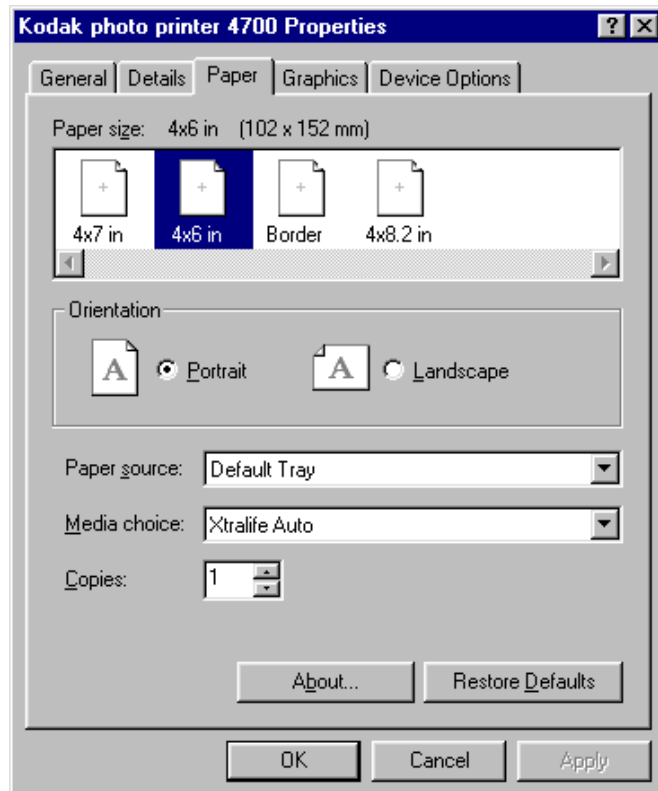 Kodak photo printer 4700 Properties ? X
General Details Paper Graphics Device Options
Paper size: 4x6 in (102 x 152 mm)
4x7 in 4x6 in Border 4x8.2 in
Orientation
A Portrait A Landscape
Paper source: Default Tray
Media choice: Xtralife Auto
Copies: 1
About... Restore Defaults
OK Cancel Apply